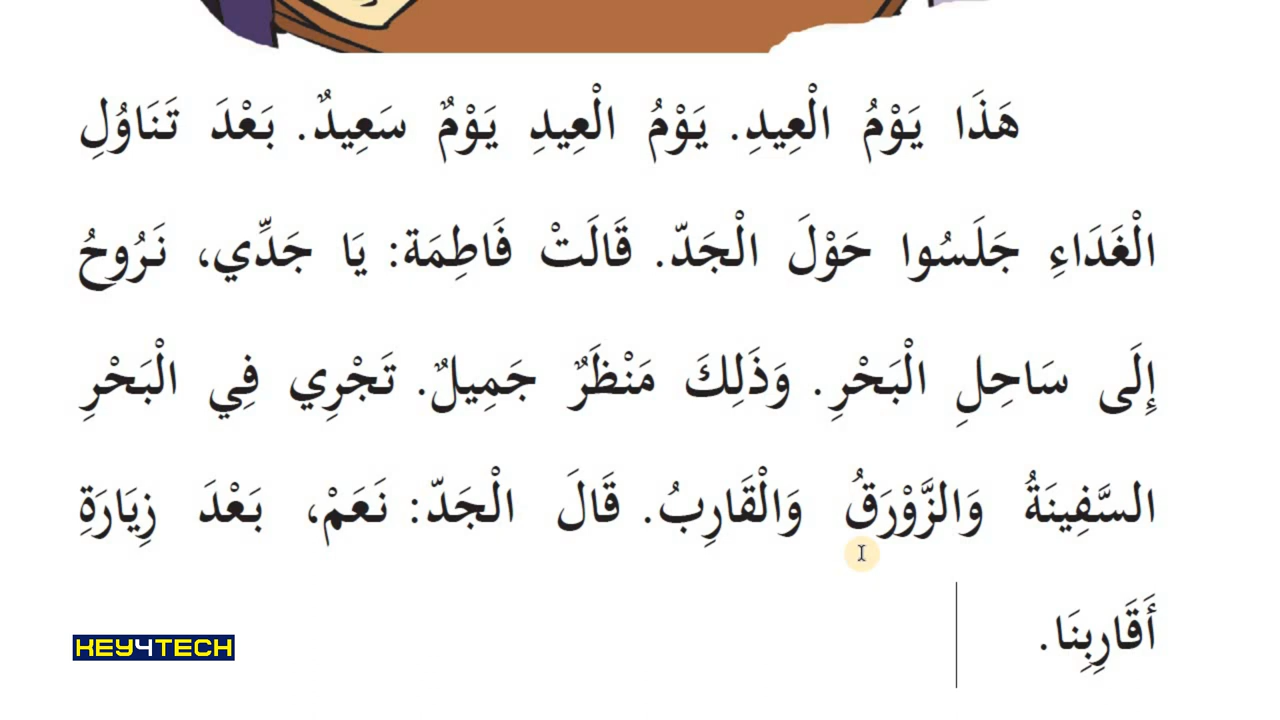 هَذَا يَوْمُ الْعِيدِ. يَوْمُ الْعِيدِ يَوْمٌ سَعِيدٌ. بَعْدَ تَنَاوُلِ
الْغَدَاءِ جَلَسُوا حَوْلَ الْجَدّ. قَالَتْ فَاطِمَة: يَا جَدِّي، نَرُوحُ
إِلَى سَاحِلِ الْبَحْرِ. وَذَلِكَ مَنْظَرٌ جَمِيلٌ. تَجْرِي فِي الْبَحْرِ
السَّفِينَةُ وَالزَّوْرَقُ وَالْقَارِبُ. قَالَ الْجَدّ: نَعَمْ، بَعْدَ زِيَارَةِ
أَقَارِبِنَا.
KEY4TECH